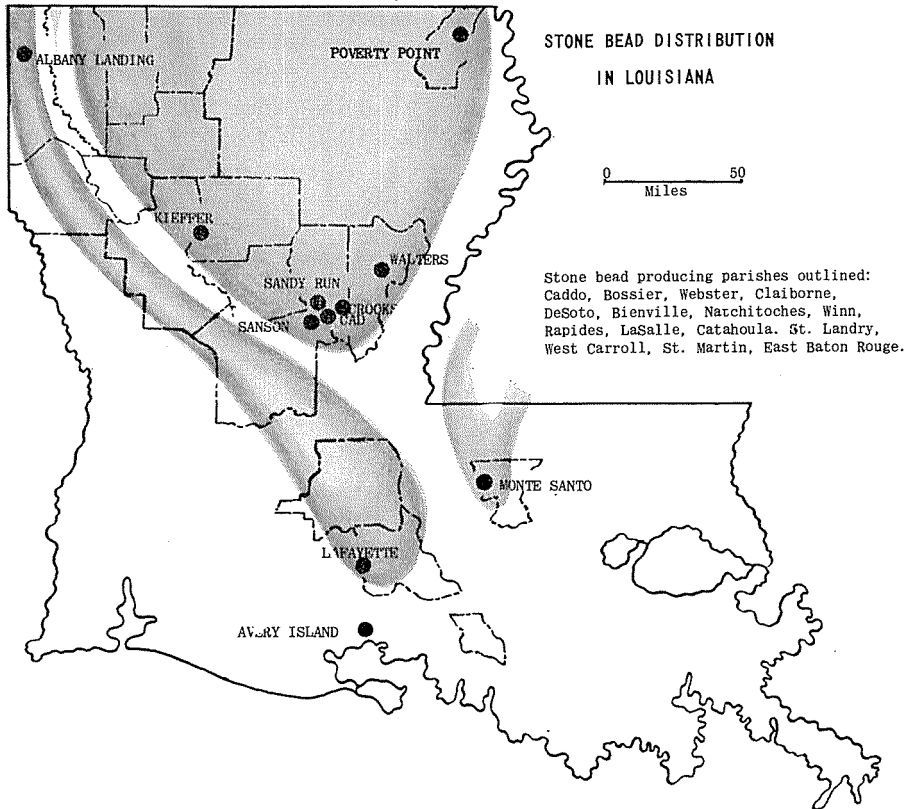 STONE BEAD DISTRIBUTION
IN LOUISIANA
POVERTY POINT
ALBANY LANDING
0 50
Miles
KIEFFER
WALTERS
SANDY RUN
CROOKS
SANSON
CAD
Stone bead producing parishes outlined:
Caddo, Bossier, Webster, Claiborne,
DeSoto, Bienville, Natchitoches, Winn,
Rapides, LaSalle, Catahoula. St. Landry,
West Carroll, St. Martin, East Baton Rouge.
MONTE SANTO
LAFAYETTE
AVERY ISLAND